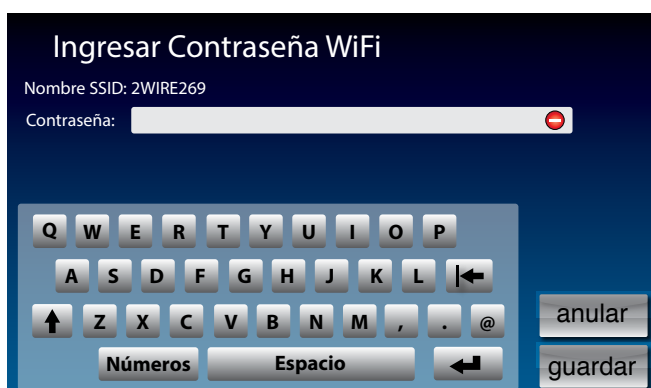 Ingresar Contraseña WiFi
Nombre SSID: 2WIRE269
Contraseña:
Q W E R T Y U I O P
A S D F G H J K L
Z X C V B N M , . @
anular
Números Espacio
guardar